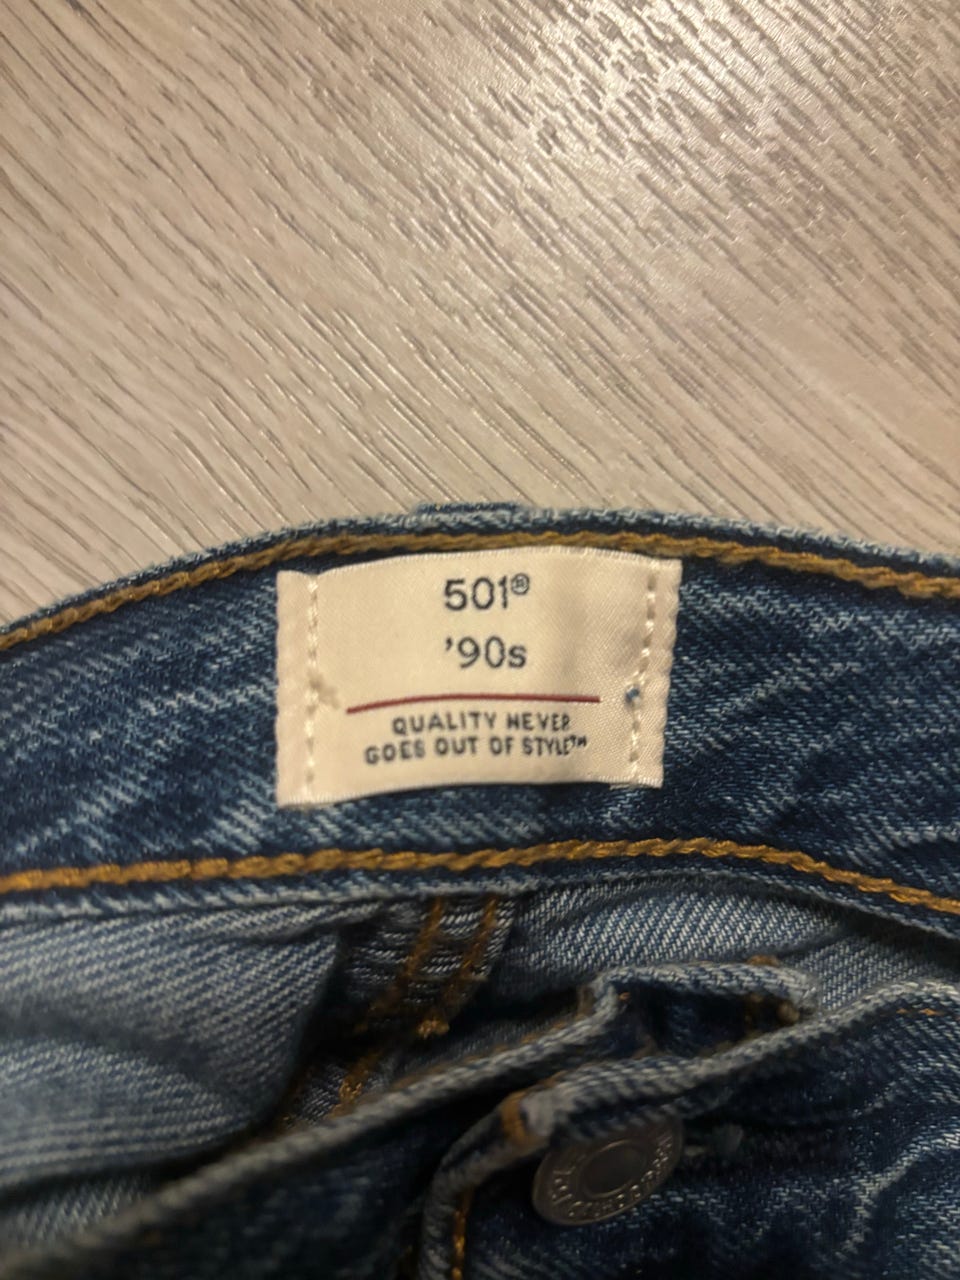 501®
'90s
QUALITY NEVER
GOES OUT OF STYLE™